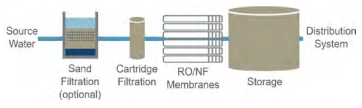 Source
Water
Sand
Filtration
(optional)
Cartridge
Filtration
RO/NF
Membranes
Storage
Distribution
System